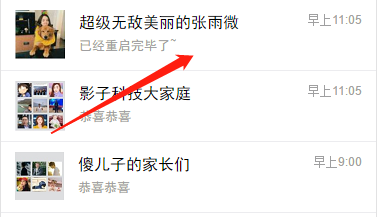 超级无敌美丽的张雨微 早上11:05
已经重启完毕了~
影子科技大家庭 早上11:05
恭喜恭喜
傻儿子的家长们 早上9:00
恭喜恭喜